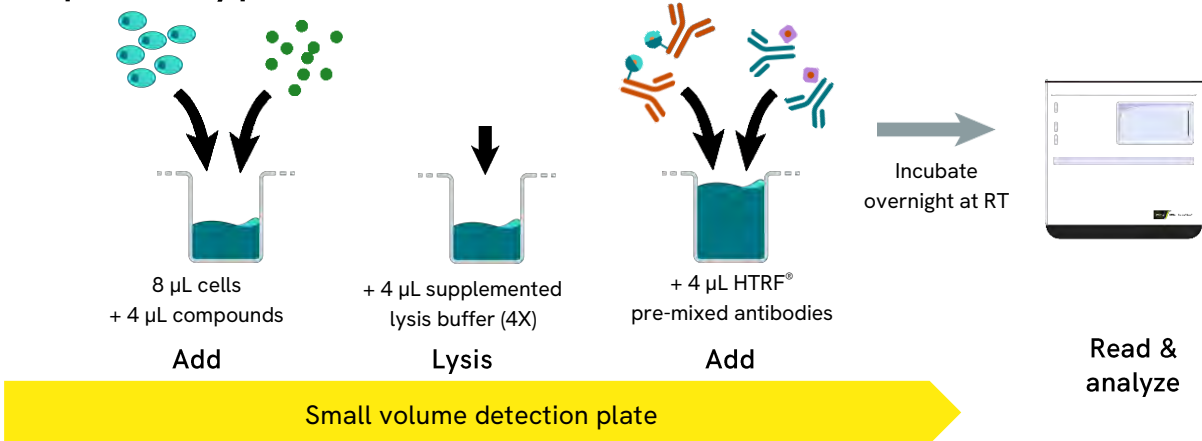 8 µL cells
+ 4 µL compounds
Add
+ 4 µL supplemented
lysis buffer (4X)
Lysis
+ 4 µL HTRF®
pre-mixed antibodies
Add
Incubate
overnight at RT
Read &
analyze
Small volume detection plate